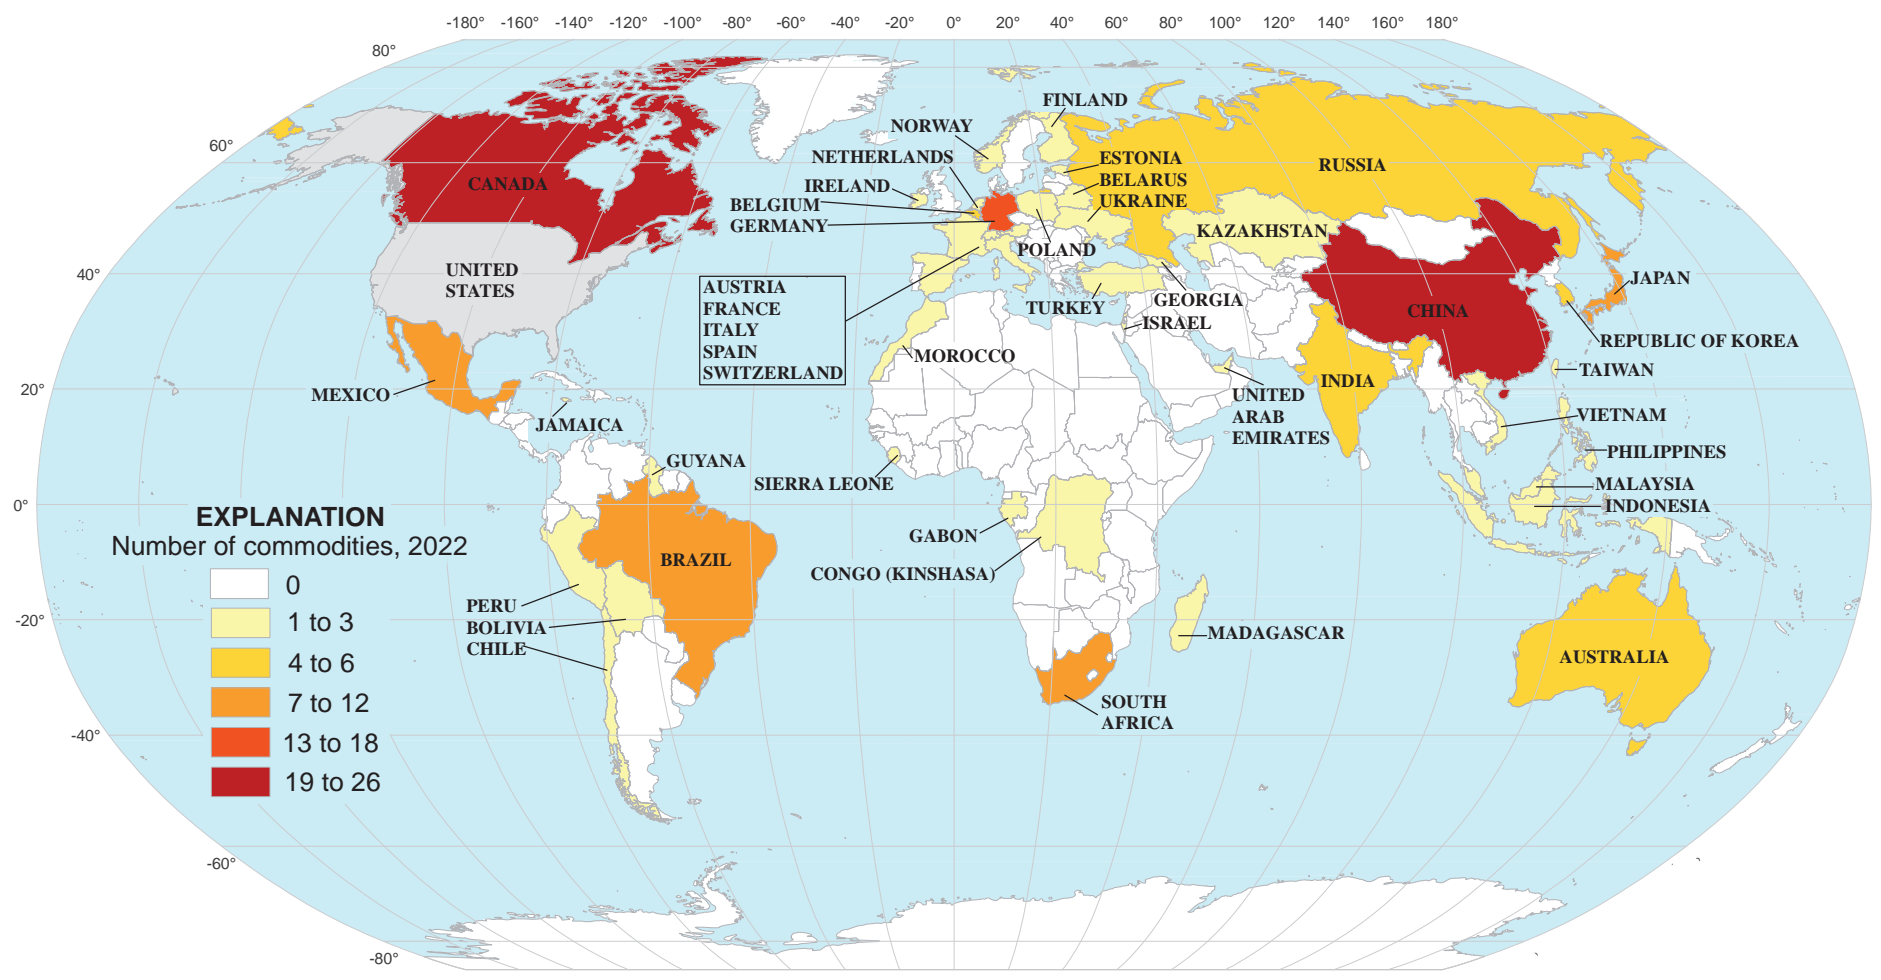 -180° -160° -140° -120° -100° -80° -60° -40° -20° 0° 20° 40° 60° 80° 100° 120° 140° 160° 180°
80°
60°
40°
20°
0°
-20°
-40°
-60°
-80°
CANADA
UNITED
STATES
MEXICO
JAMAICA
GUYANA
BRAZIL
PERU
BOLIVIA
CHILE
FINLAND
NORWAY
NETHERLANDS
IRELAND
BELGIUM
GERMANY
ESTONIA
BELARUS
UKRAINE
POLAND
AUSTRIA
FRANCE
ITALY
SPAIN
SWITZERLAND
TURKEY
GEORGIA
ISRAEL
MOROCCO
SIERRA LEONE
GABON
CONGO (KINSHASA)
SOUTH
AFRICA
MADAGASCAR
UNITED
ARAB
EMIRATES
RUSSIA
KAZAKHSTAN
CHINA
INDIA
JAPAN
REPUBLIC OF KOREA
TAIWAN
VIETNAM
PHILIPPINES
MALAYSIA
INDONESIA
AUSTRALIA
EXPLANATION
Number of commodities, 2022
0
1 to 3
4 to 6
7 to 12
13 to 18
19 to 26